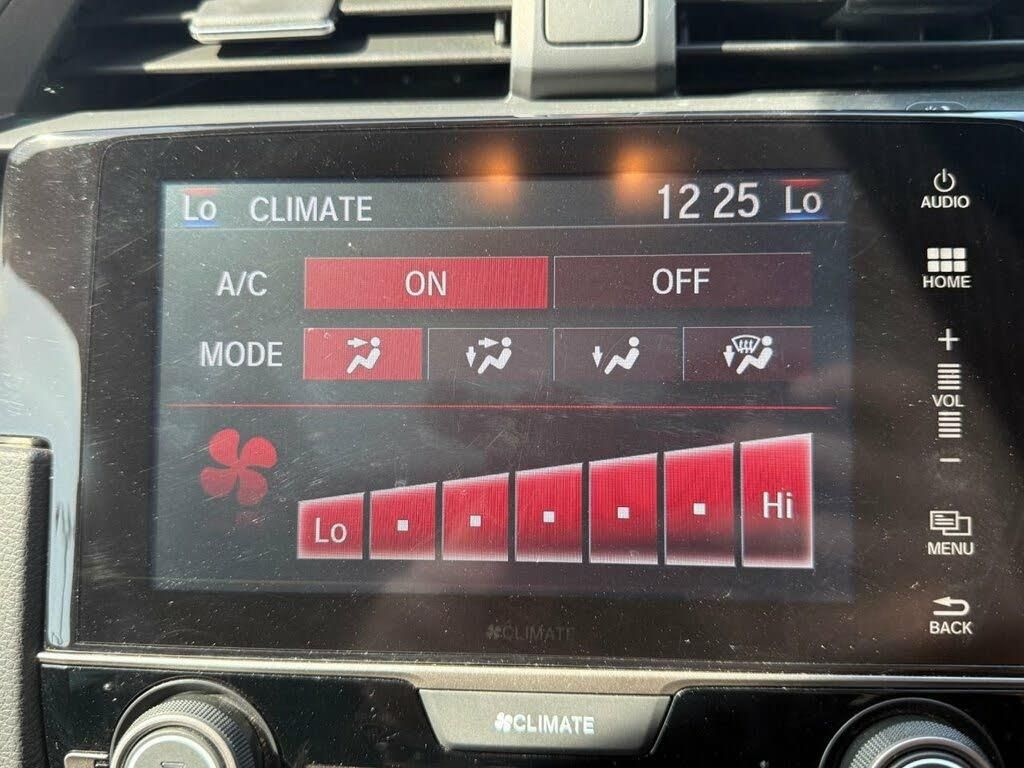 Lo CLIMATE 12 25 Lo
A/C ON OFF
MODE
Lo Hi
CLIMATE
CLIMATE
AUDIO
HOME
+
VOL
−
MENU
BACK